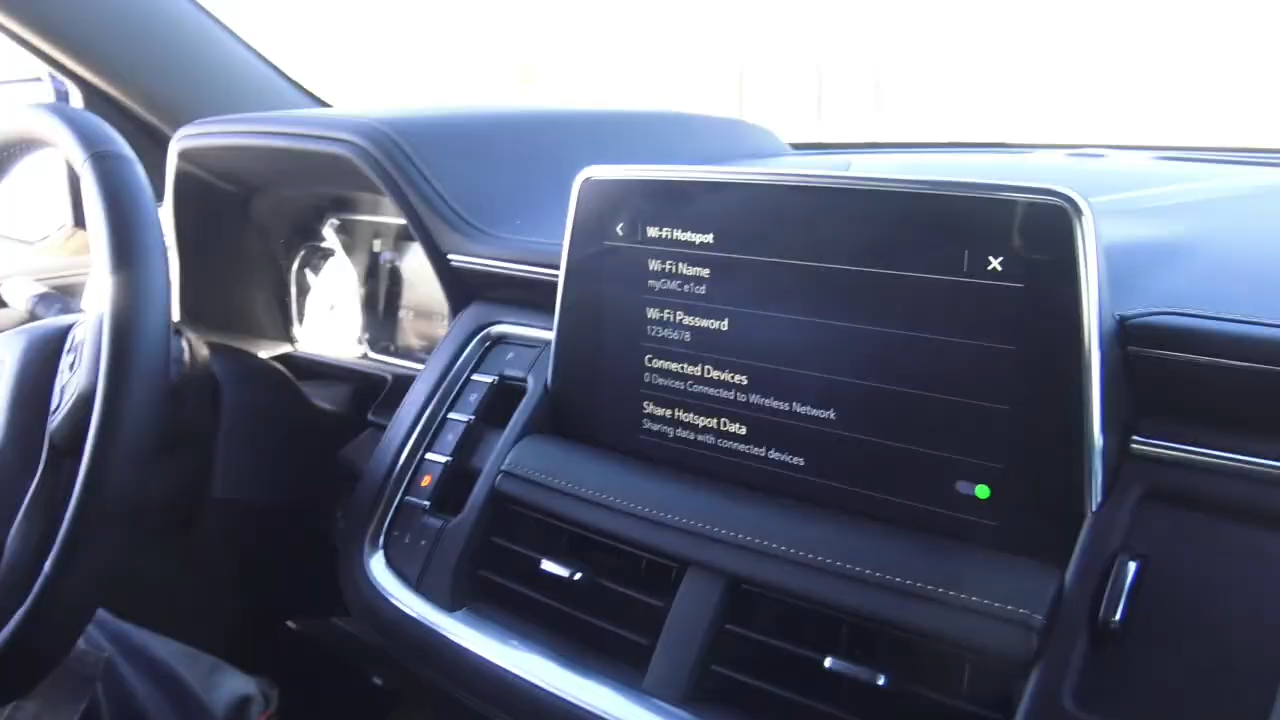 Wi-Fi Hotspot
Wi-Fi Name
myGMC e1cd
Wi-Fi Password
12345678
Connected Devices
0 Devices Connected to Wireless Network
Share Hotspot Data
Sharing data with connected devices
P